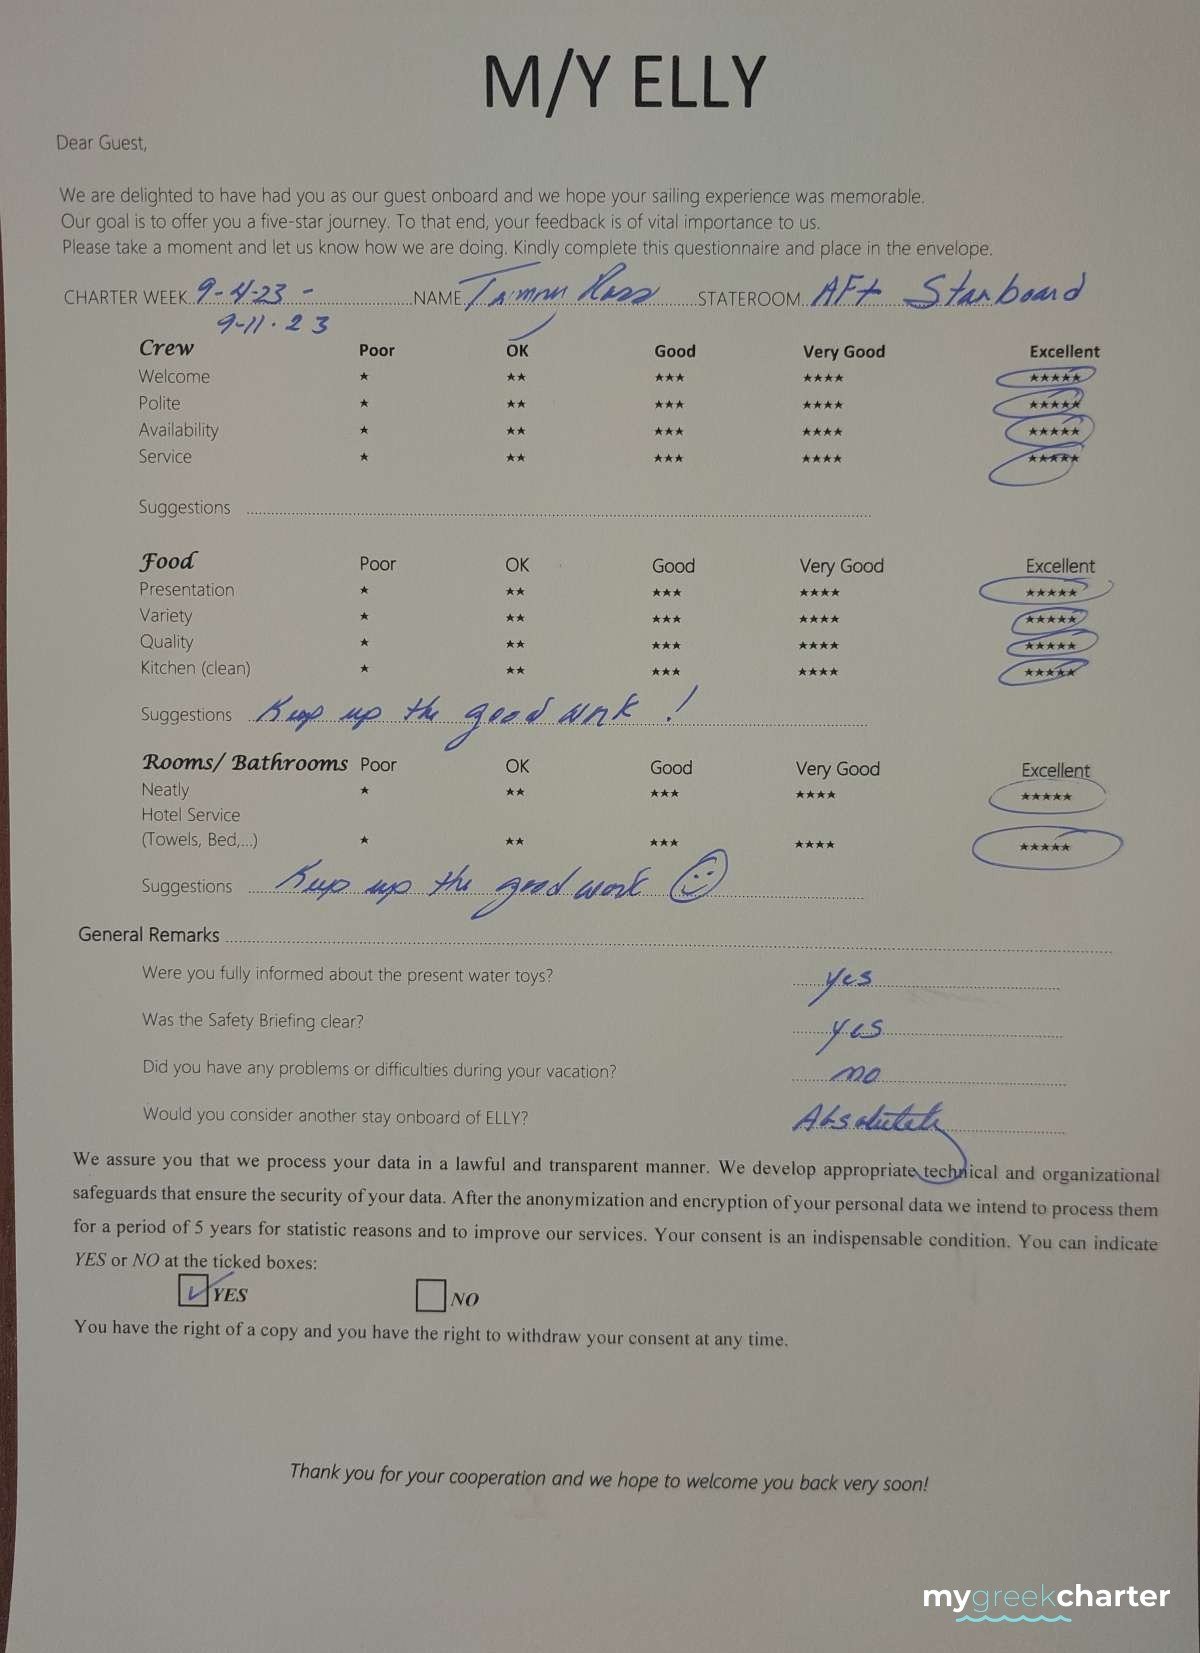 M/Y ELLY
Dear Guest,
We are delighted to have had you as our guest onboard and we hope your sailing experience was memorable.
Our goal is to offer you a five-star journey. To that end, your feedback is of vital importance to us.
Please take a moment and let us know how we are doing. Kindly complete this questionnaire and place in the envelope.
CHARTER WEEK 9-4-23 - NAME Tammy Ross STATEROOM AFt Starboard
9-11-23
Crew Poor OK Good Very Good Excellent
Welcome ★ ★★ ★★★ ★★★★ ★★★★★
Polite ★ ★★ ★★★ ★★★★ ★★★★★
Availability ★ ★★ ★★★ ★★★★ ★★★★★
Service ★ ★★ ★★★ ★★★★ ★★★★★
Suggestions
Food Poor OK Good Very Good Excellent
Presentation ★ ★★ ★★★ ★★★★ ★★★★★
Variety ★ ★★ ★★★ ★★★★ ★★★★★
Quality ★ ★★ ★★★ ★★★★ ★★★★★
Kitchen (clean) ★ ★★ ★★★ ★★★★ ★★★★★
Suggestions Keep up the good work !
Rooms/ Bathrooms Poor OK Good Very Good Excellent
Neatly ★ ★★ ★★★ ★★★★ ★★★★★
Hotel Service
(Towels, Bed,...) ★ ★★ ★★★ ★★★★ ★★★★★
Suggestions Keep up the good work ☺
General Remarks
Were you fully informed about the present water toys? yes
Was the Safety Briefing clear? yes
Did you have any problems or difficulties during your vacation? no
Would you consider another stay onboard of ELLY? Absolutely
We assure you that we process your data in a lawful and transparent manner. We develop appropriate technical and organizational
safeguards that ensure the security of your data. After the anonymization and encryption of your personal data we intend to process them
for a period of 5 years for statistic reasons and to improve our services. Your consent is an indispensable condition. You can indicate
YES or NO at the ticked boxes:
✓ YES NO
You have the right of a copy and you have the right to withdraw your consent at any time.
Thank you for your cooperation and we hope to welcome you back very soon!
mygreekcharter